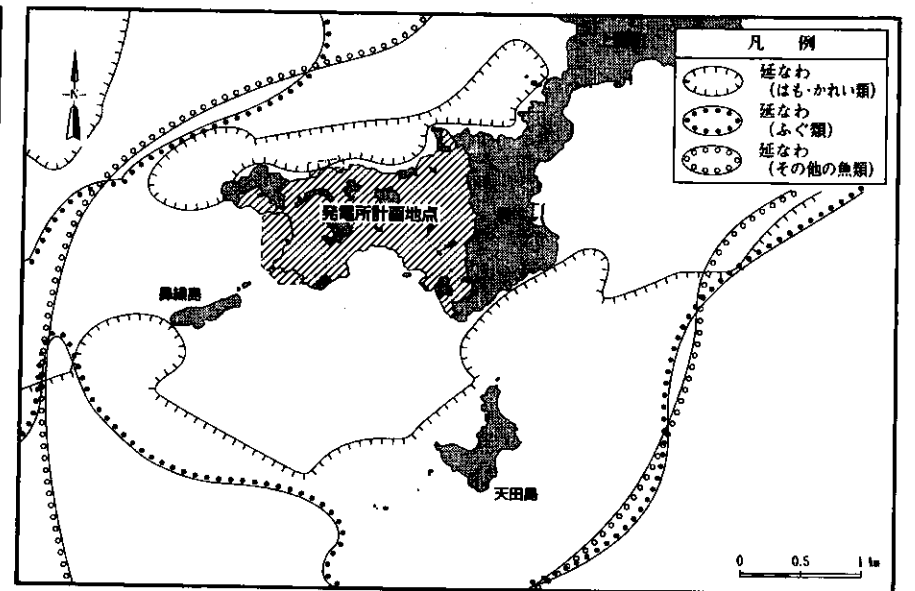 凡 例
延なわ
(はも・かれい類)
延なわ
(ふぐ類)
延なわ
(その他の魚類)
N
発電所計画地点
鼻繰島
天田島
0 0.5 1 km